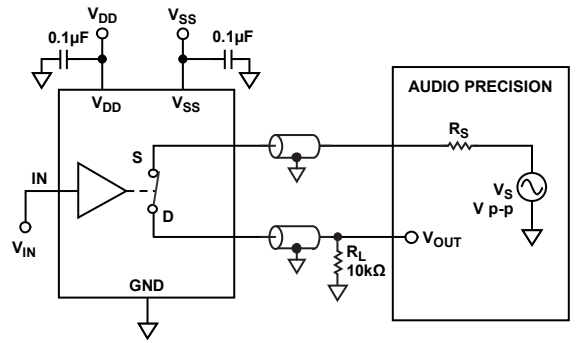 VDD
VSS
0.1µF
0.1µF
VDD
VSS
AUDIO PRECISION
RS
S
IN
VS
V p-p
D
VIN
VOUT
RL
10kΩ
GND